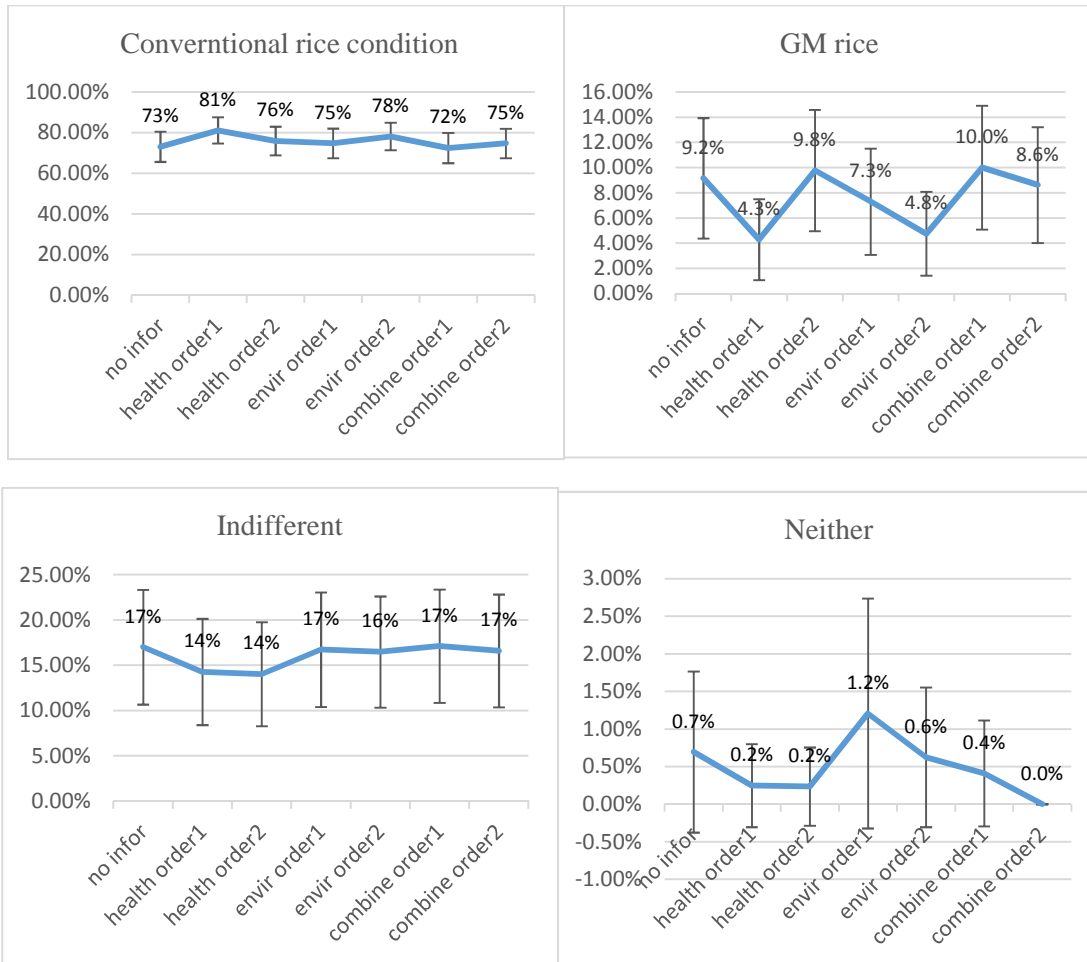 Converntional rice condition
100.00%
80.00%
60.00%
40.00%
20.00%
0.00%
73%
81%
76%
75%
78%
72%
75%
no infor
health order1
health order2
envir order1
envir order2
combine order1
combine order2
GM rice
16.00%
14.00%
12.00%
10.00%
8.00%
6.00%
4.00%
2.00%
0.00%
9.2%
4.3%
9.8%
7.3%
4.8%
10.0%
8.6%
no infor
health order1
health order2
envir order1
envir order2
combine order1
combine order2
Indifferent
25.00%
20.00%
15.00%
10.00%
5.00%
0.00%
17%
14%
14%
17%
16%
17%
17%
no infor
health order1
health order2
envir order1
envir order2
combine order1
combine order2
Neither
3.00%
2.50%
2.00%
1.50%
1.00%
0.50%
0.00%
-0.50%
-1.00%
0.7%
0.2%
0.2%
1.2%
0.6%
0.4%
0.0%
no infor
health order1
health order2
envir order1
envir order2
combine order1
combine order2